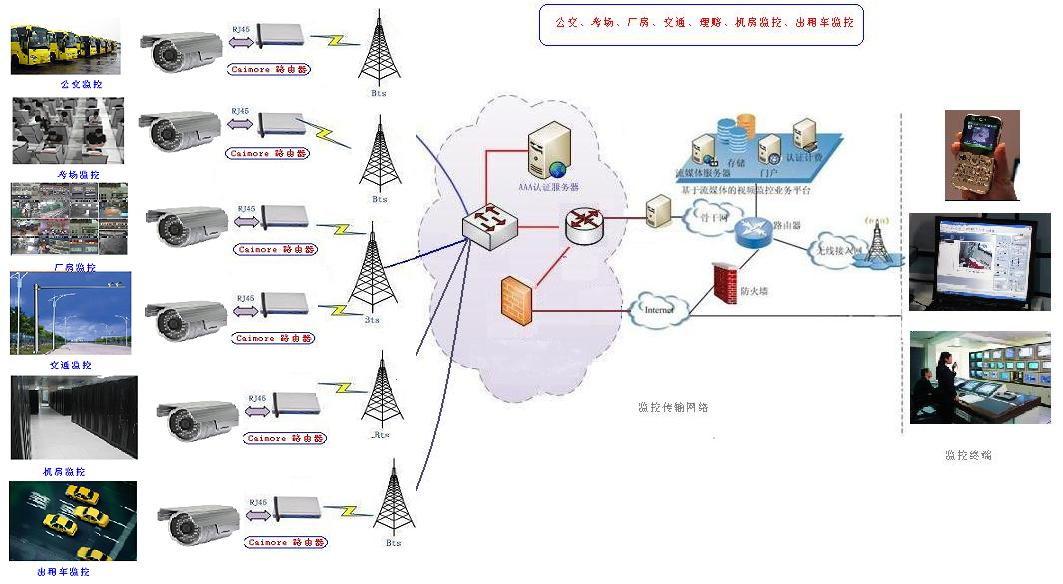 公交、考场、厂房、交通、埋赂、机房监控、出租车监控
公交监控
RJ45
Caimore 路由器
Bts
考场监控
RJ45
Caimore 路由器
Bts
厂房监控
RJ45
Caimore 路由器
交通监控
RJ45
Caimore 路由器
Bts
机房监控
RJ45
Caimore 路由器
Bts
出租车监控
RJ45
Caimore 路由器
Bts
AAA认证服务器
流媒体服务器
存储
门户
认证计费
基于流媒体的视频监控业务平台
骨干网
路由器
无线接入网
防火墙
Internet
监控传输网络
监控终端